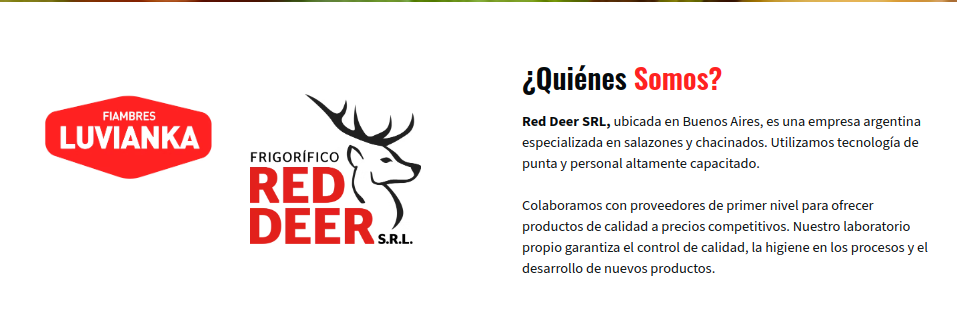 FIAMBRES
LUVIANKA
FRIGORÍFICO
RED
DEER
S.R.L.
¿Quiénes Somos?
Red Deer SRL, ubicada en Buenos Aires, es una empresa argentina
especializada en salazones y chacinados. Utilizamos tecnología de
punta y personal altamente capacitado.
Colaboramos con proveedores de primer nivel para ofrecer
productos de calidad a precios competitivos. Nuestro laboratorio
propio garantiza el control de calidad, la higiene en los procesos y el
desarrollo de nuevos productos.